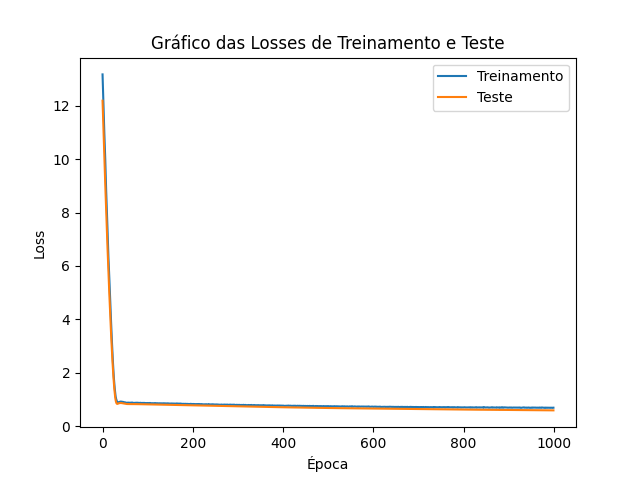 Gráfico das Losses de Treinamento e Teste
Treinamento
Teste
12
10
8
6
4
2
0
Loss
0 200 400 600 800 1000
Época